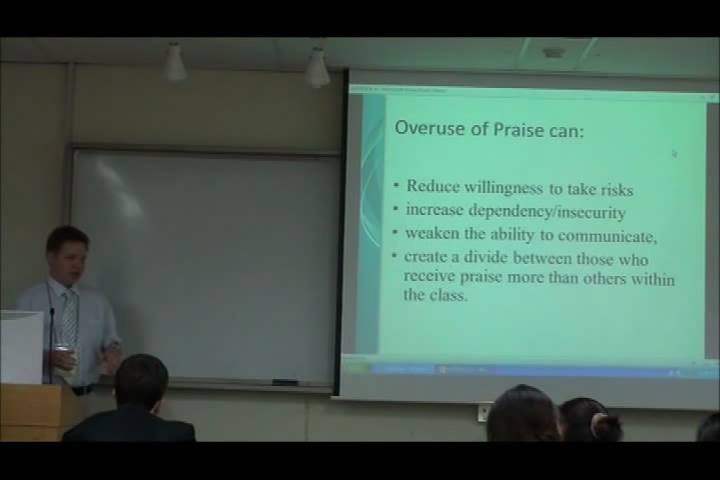 Overuse of Praise can:
• Reduce willingness to take risks
• increase dependency/insecurity
• weaken the ability to communicate,
• create a divide between those who
receive praise more than others within
the class.